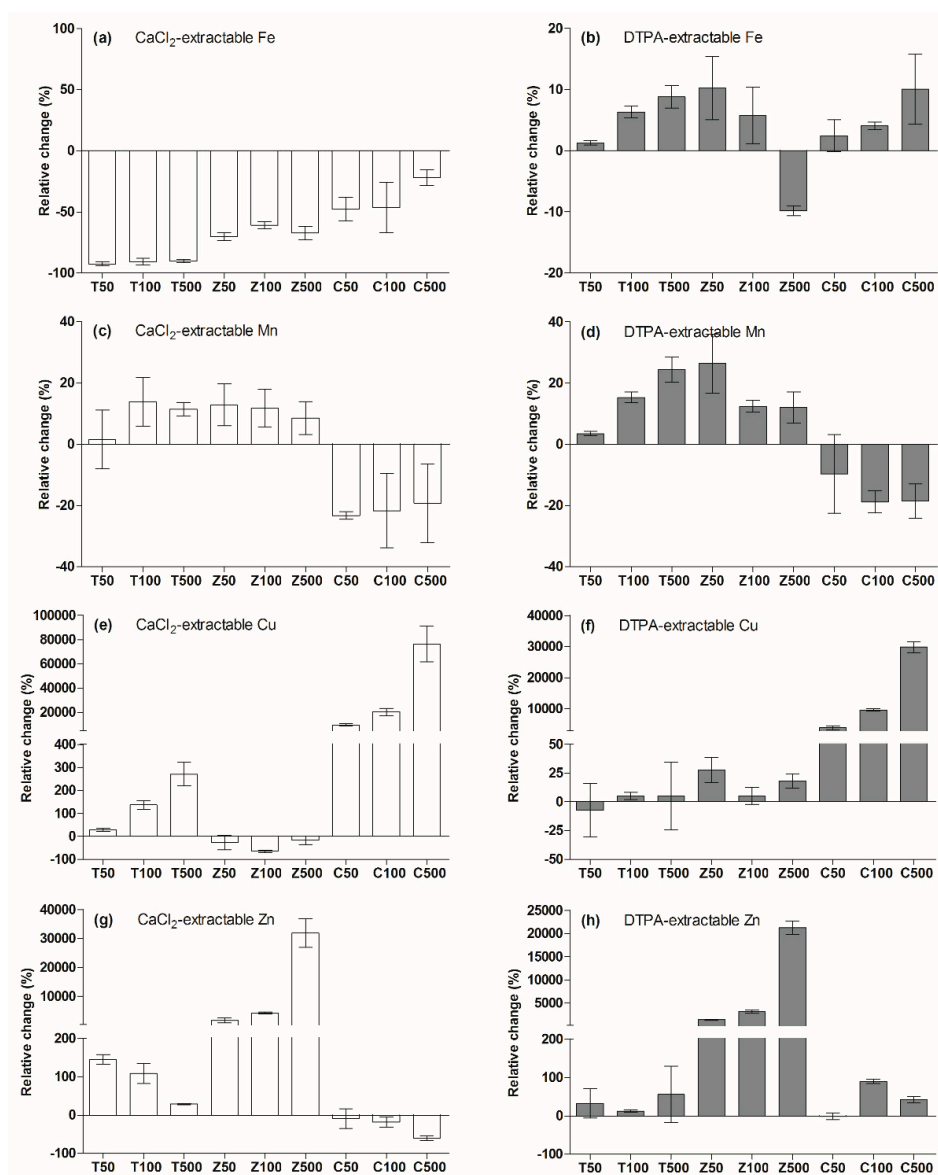 (a) CaCl₂-extractable Fe
Relative change (%)
100
50
0
-50
-100
T50 T100 T500 Z50 Z100 Z500 C50 C100 C500
(b) DTPA-extractable Fe
Relative change (%)
20
10
0
-10
-20
T50 T100 T500 Z50 Z100 Z500 C50 C100 C500
(c) CaCl₂-extractable Mn
Relative change (%)
40
20
0
-20
-40
T50 T100 T500 Z50 Z100 Z500 C50 C100 C500
(d) DTPA-extractable Mn
Relative change (%)
40
20
0
-20
-40
T50 T100 T500 Z50 Z100 Z500 C50 C100 C500
(e) CaCl₂-extractable Cu
Relative change (%)
100000
80000
60000
40000
20000
400
300
200
100
0
-100
T50 T100 T500 Z50 Z100 Z500 C50 C100 C500
(f) DTPA-extractable Cu
Relative change (%)
40000
30000
20000
10000
50
25
0
-25
-50
T50 T100 T500 Z50 Z100 Z500 C50 C100 C500
(g) CaCl₂-extractable Zn
Relative change (%)
40000
30000
20000
10000
200
100
0
-100
T50 T100 T500 Z50 Z100 Z500 C50 C100 C500
(h) DTPA-extractable Zn
Relative change (%)
25000
20000
15000
10000
5000
200
100
0
-100
T50 T100 T500 Z50 Z100 Z500 C50 C100 C500